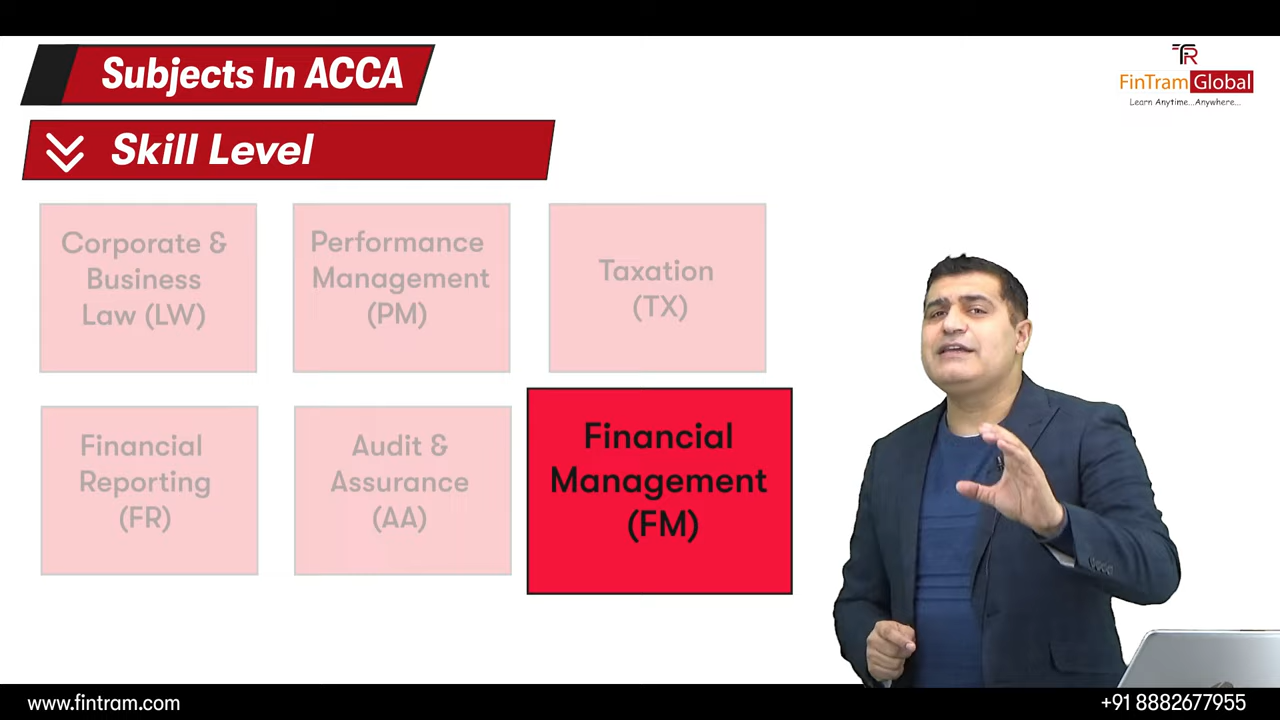 Subjects In ACCA
FinTram Global
Learn Anytime...Anywhere...
Skill Level
Corporate &
Business
Law (LW)
Performance
Management
(PM)
Taxation
(TX)
Financial
Reporting
(FR)
Audit &
Assurance
(AA)
Financial
Management
(FM)
www.fintram.com
+91 8882677955